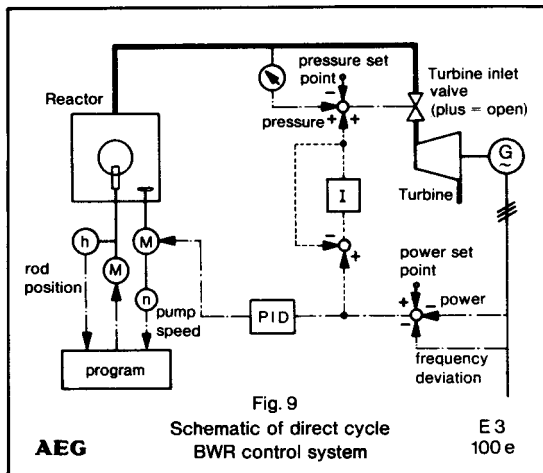 pressure set
point
Turbine inlet
valve
(plus = open)
Reactor
−
+
+
pressure
G
~
Turbine
I
−
+
h
M
M
rod
position
n
pump
speed
PID
power set
point
+
−
power
−
frequency
deviation
program
Fig. 9
Schematic of direct cycle
BWR control system
AEG
E 3
100 e